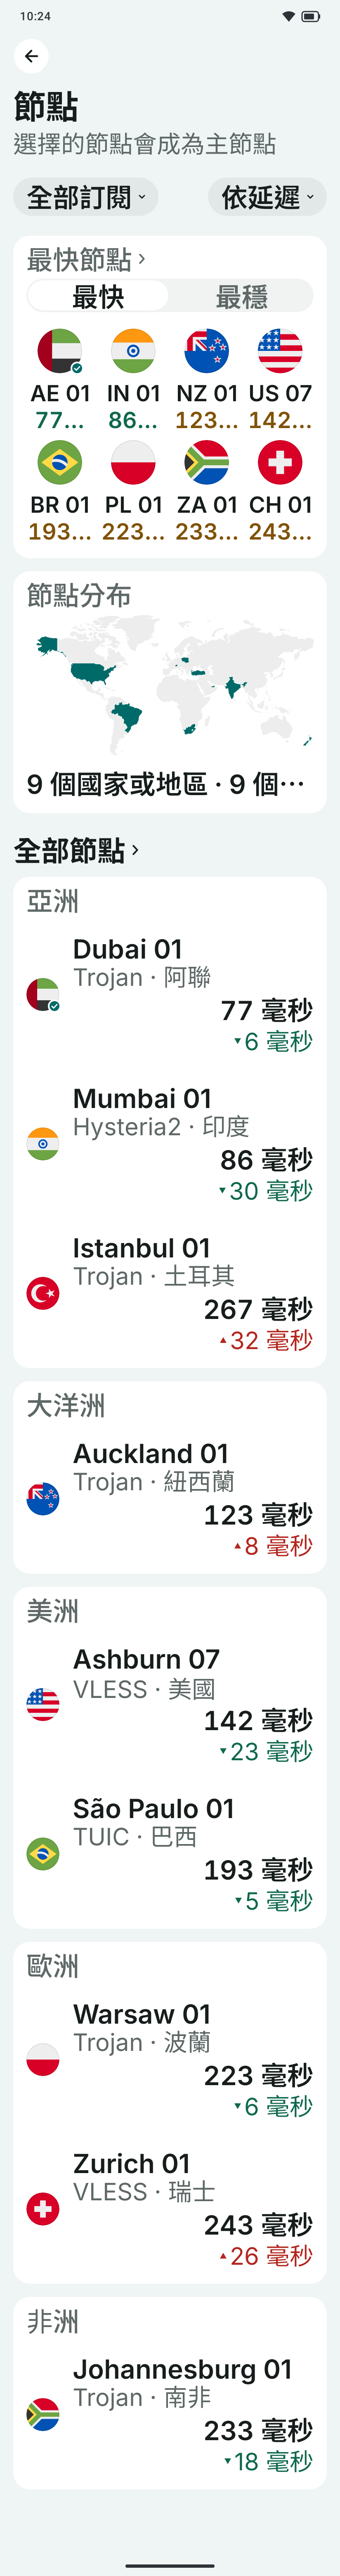 10:24
節點
選擇的節點會成為主節點
全部訂閱 依延遲
最快節點
最快 最穩
AE 01 IN 01 NZ 01 US 07
77... 86... 123... 142...
BR 01 PL 01 ZA 01 CH 01
193... 223... 233... 243...
節點分布
9 個國家或地區 · 9 個…
全部節點
亞洲
Dubai 01
Trojan · 阿聯
77 毫秒
▼6 毫秒
Mumbai 01
Hysteria2 · 印度
86 毫秒
▼30 毫秒
Istanbul 01
Trojan · 土耳其
267 毫秒
▲32 毫秒
大洋洲
Auckland 01
Trojan · 紐西蘭
123 毫秒
▲8 毫秒
美洲
Ashburn 07
VLESS · 美國
142 毫秒
▼23 毫秒
São Paulo 01
TUIC · 巴西
193 毫秒
▼5 毫秒
歐洲
Warsaw 01
Trojan · 波蘭
223 毫秒
▼6 毫秒
Zurich 01
VLESS · 瑞士
243 毫秒
▲26 毫秒
非洲
Johannesburg 01
Trojan · 南非
233 毫秒
▼18 毫秒